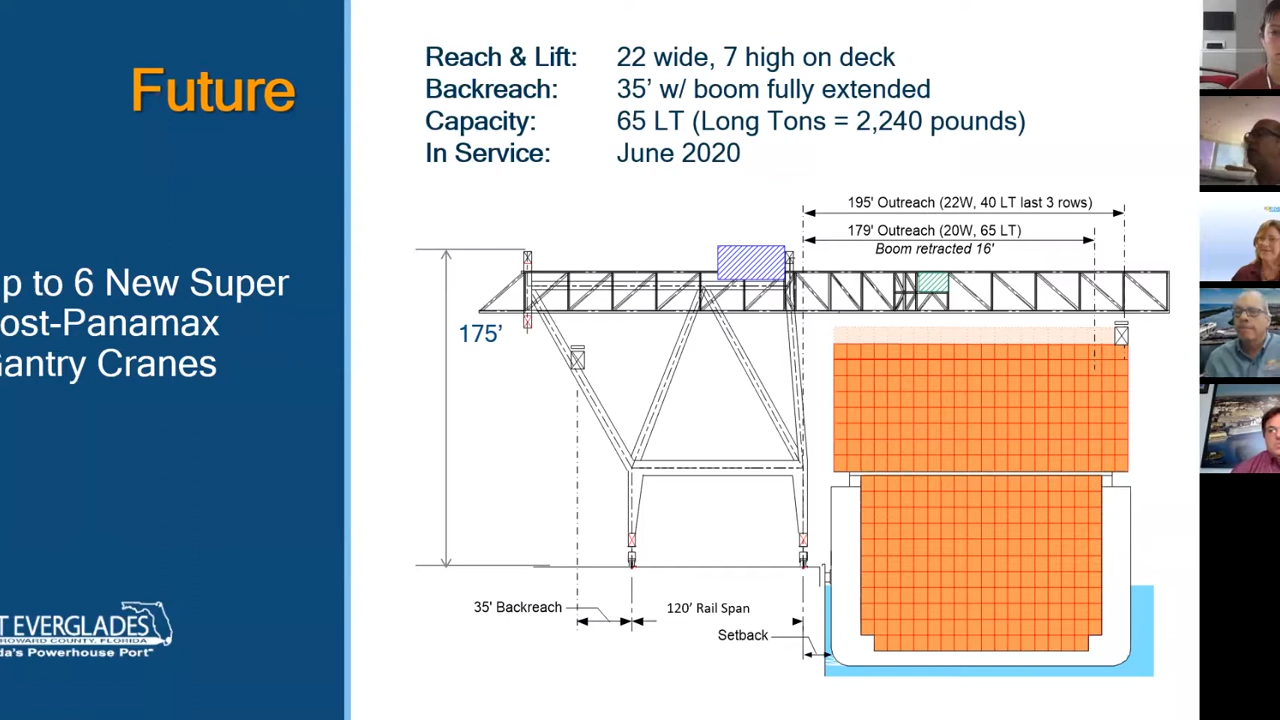 Future
p to 6 New Super
ost-Panamax
antry Cranes
T EVERGLADES
BROWARD COUNTY, FLORIDA
da's Powerhouse Port™
Reach & Lift: 22 wide, 7 high on deck
Backreach: 35’ w/ boom fully extended
Capacity: 65 LT (Long Tons = 2,240 pounds)
In Service: June 2020
195' Outreach (22W, 40 LT last 3 rows)
179' Outreach (20W, 65 LT)
Boom retracted 16'
175’
35' Backreach
120’ Rail Span
Setback